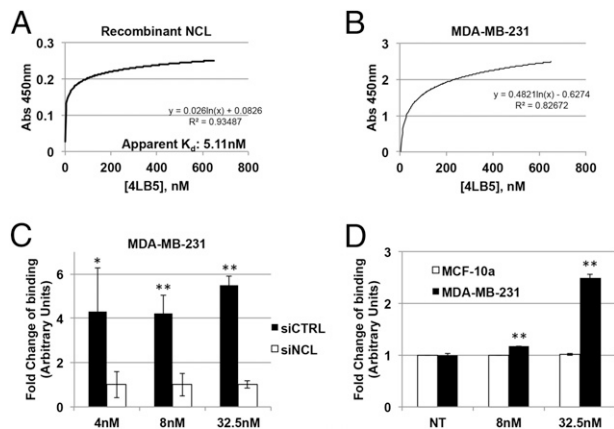 A
Recombinant NCL
Abs 450nm
0.3
0.2
0.1
0
y = 0.026ln(x) + 0.0826
R² = 0.93487
Apparent Kd: 5.11nM
0 200 400 600 800
[4LB5], nM
B
MDA-MB-231
Abs 450nm
3
2
1
0
y = 0.4821ln(x) - 0.6274
R² = 0.82672
0 200 400 600 800
[4LB5], nM
C
MDA-MB-231
Fold Change of binding
(Arbitrary Units)
6
4
2
0
* ** **
siCTRL
siNCL
4nM 8nM 32.5nM
D
Fold Change of binding
(Arbitrary Units)
3
2
1
0
MCF-10a
MDA-MB-231
** **
NT 8nM 32.5nM